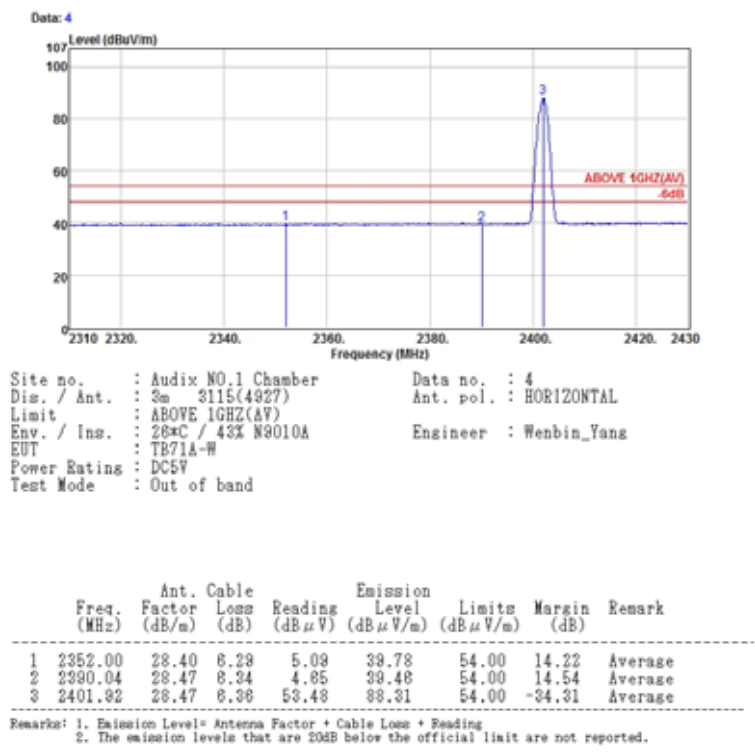 Data: 4
Level (dBuV/m)
107
100
80
60
40
20
0
3
ABOVE 1GHZ(AV)
-6dB
1
2
2310 2320. 2340. 2360. 2380. 2400. 2420. 2430
Frequency (MHz)
Site no. : Audix NO.1 Chamber Data no. : 4
Dis. / Ant. : 3m 3115(4927) Ant. pol. : HORIZONTAL
Limit : ABOVE 1GHZ(AV)
Env. / Ins. : 26*C / 43% N9010A Engineer : Wenbin_Yang
EUT : TB71A-W
Power Rating : DC5V
Test Mode : Out of band
Ant. Cable Emission
Freq. Factor Loss Reading Level Limits Margin Remark
(MHz) (dB/m) (dB) (dBμV) (dBμV/m) (dBμV/m) (dB)
1 2352.00 28.40 6.29 5.09 39.78 54.00 14.22 Average
2 2390.04 28.47 6.34 4.65 39.46 54.00 14.54 Average
3 2401.92 28.47 6.36 53.48 88.31 54.00 -34.31 Average
Remarks: 1. Emission Level= Antenna Factor + Cable Loss + Reading
2. The emission levels that are 20dB below the official limit are not reported.